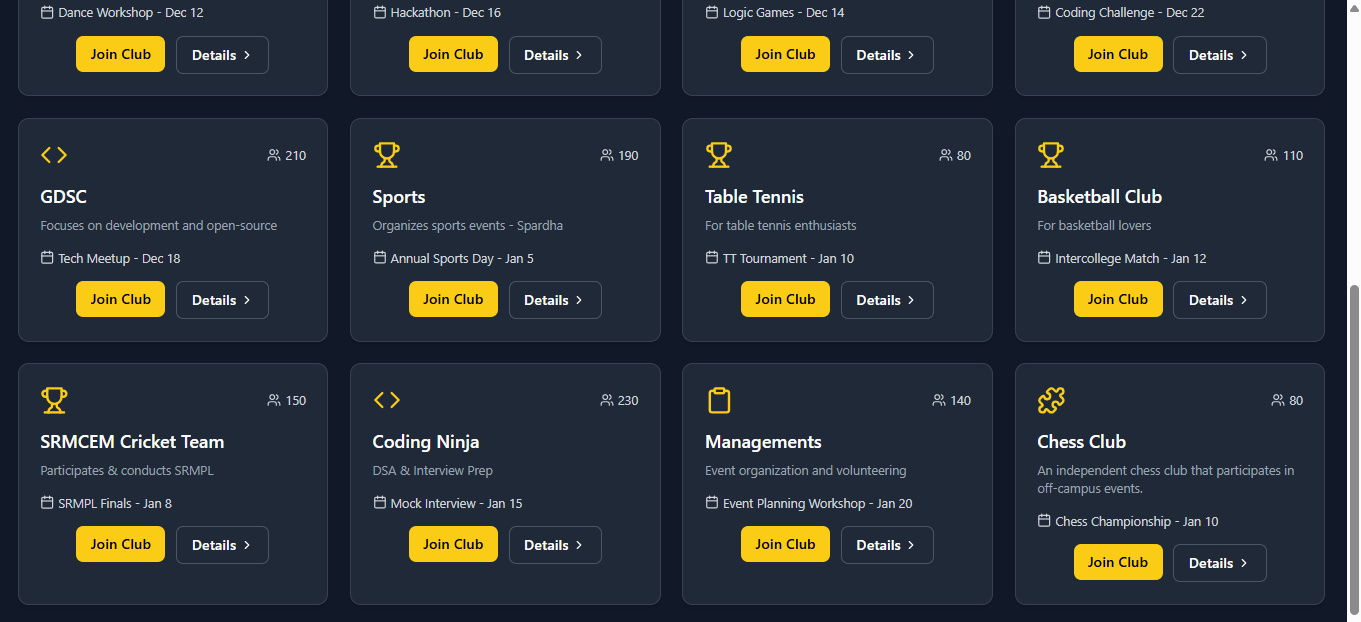 Dance Workshop - Dec 12
Hackathon - Dec 16
Logic Games - Dec 14
Coding Challenge - Dec 22
Join Club
Details
Join Club
Details
Join Club
Details
Join Club
Details
210
GDSC
Focuses on development and open-source
Tech Meetup - Dec 18
Join Club
Details
190
Sports
Organizes sports events - Spardha
Annual Sports Day - Jan 5
Join Club
Details
80
Table Tennis
For table tennis enthusiasts
TT Tournament - Jan 10
Join Club
Details
110
Basketball Club
For basketball lovers
Intercollege Match - Jan 12
Join Club
Details
150
SRMCEM Cricket Team
Participates & conducts SRMPL
SRMPL Finals - Jan 8
Join Club
Details
230
Coding Ninja
DSA & Interview Prep
Mock Interview - Jan 15
Join Club
Details
140
Managements
Event organization and volunteering
Event Planning Workshop - Jan 20
Join Club
Details
80
Chess Club
An independent chess club that participates in
off-campus events.
Chess Championship - Jan 10
Join Club
Details